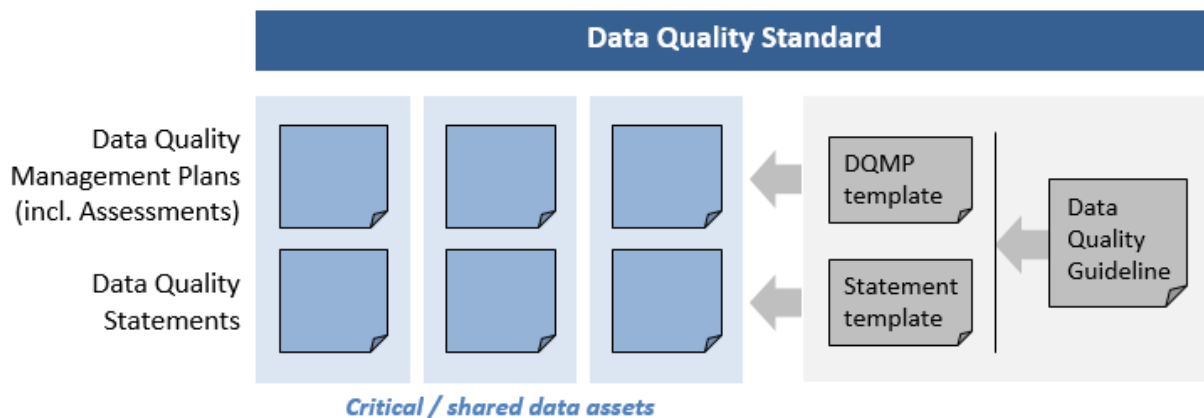 Data Quality Standard
Data Quality
Management Plans
(incl. Assessments)
DQMP
template
Data
Quality
Guideline
Data Quality
Statements
Statement
template
Critical / shared data assets